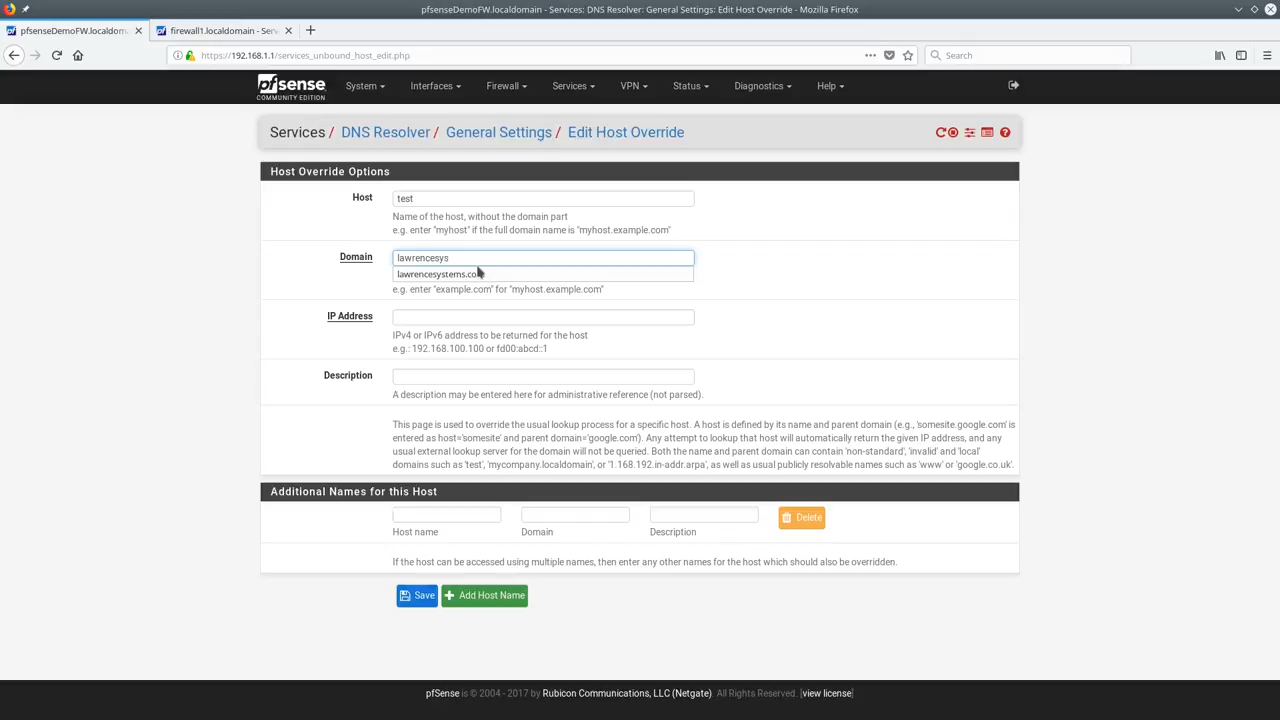 pfsenseDemoFW.localdomain - Services: DNS Resolver: General Settings: Edit Host Override - Mozilla Firefox
pfsenseDemoFW.localdom
firewall1.localdomain - Serv
https://192.168.1.1/services_unbound_host_edit.php
Search
pfsense
COMMUNITY EDITION
System
Interfaces
Firewall
Services
VPN
Status
Diagnostics
Help
Services / DNS Resolver / General Settings / Edit Host Override
Host Override Options
Host
test
Name of the host, without the domain part
e.g. enter "myhost" if the full domain name is "myhost.example.com"
Domain
lawrencesys
lawrencesystems.co
e.g. enter "example.com" for "myhost.example.com"
IP Address
IPv4 or IPv6 address to be returned for the host
e.g.: 192.168.100.100 or fd00:abcd::1
Description
A description may be entered here for administrative reference (not parsed).
This page is used to override the usual lookup process for a specific host. A host is defined by its name and parent domain (e.g., 'somesite.google.com' is
entered as host='somesite' and parent domain='google.com'). Any attempt to lookup that host will automatically return the given IP address, and any
usual external lookup server for the domain will not be queried. Both the name and parent domain can contain 'non-standard', 'invalid' and 'local'
domains such as 'test', 'mycompany.localdomain', or '1.168.192.in-addr.arpa', as well as usual publicly resolvable names such as 'www' or 'google.co.uk'.
Additional Names for this Host
Delete
Host name
Domain
Description
If the host can be accessed using multiple names, then enter any other names for the host which should also be overridden.
Save
Add Host Name
pfSense is © 2004 - 2017 by Rubicon Communications, LLC (Netgate). All Rights Reserved. [view license]